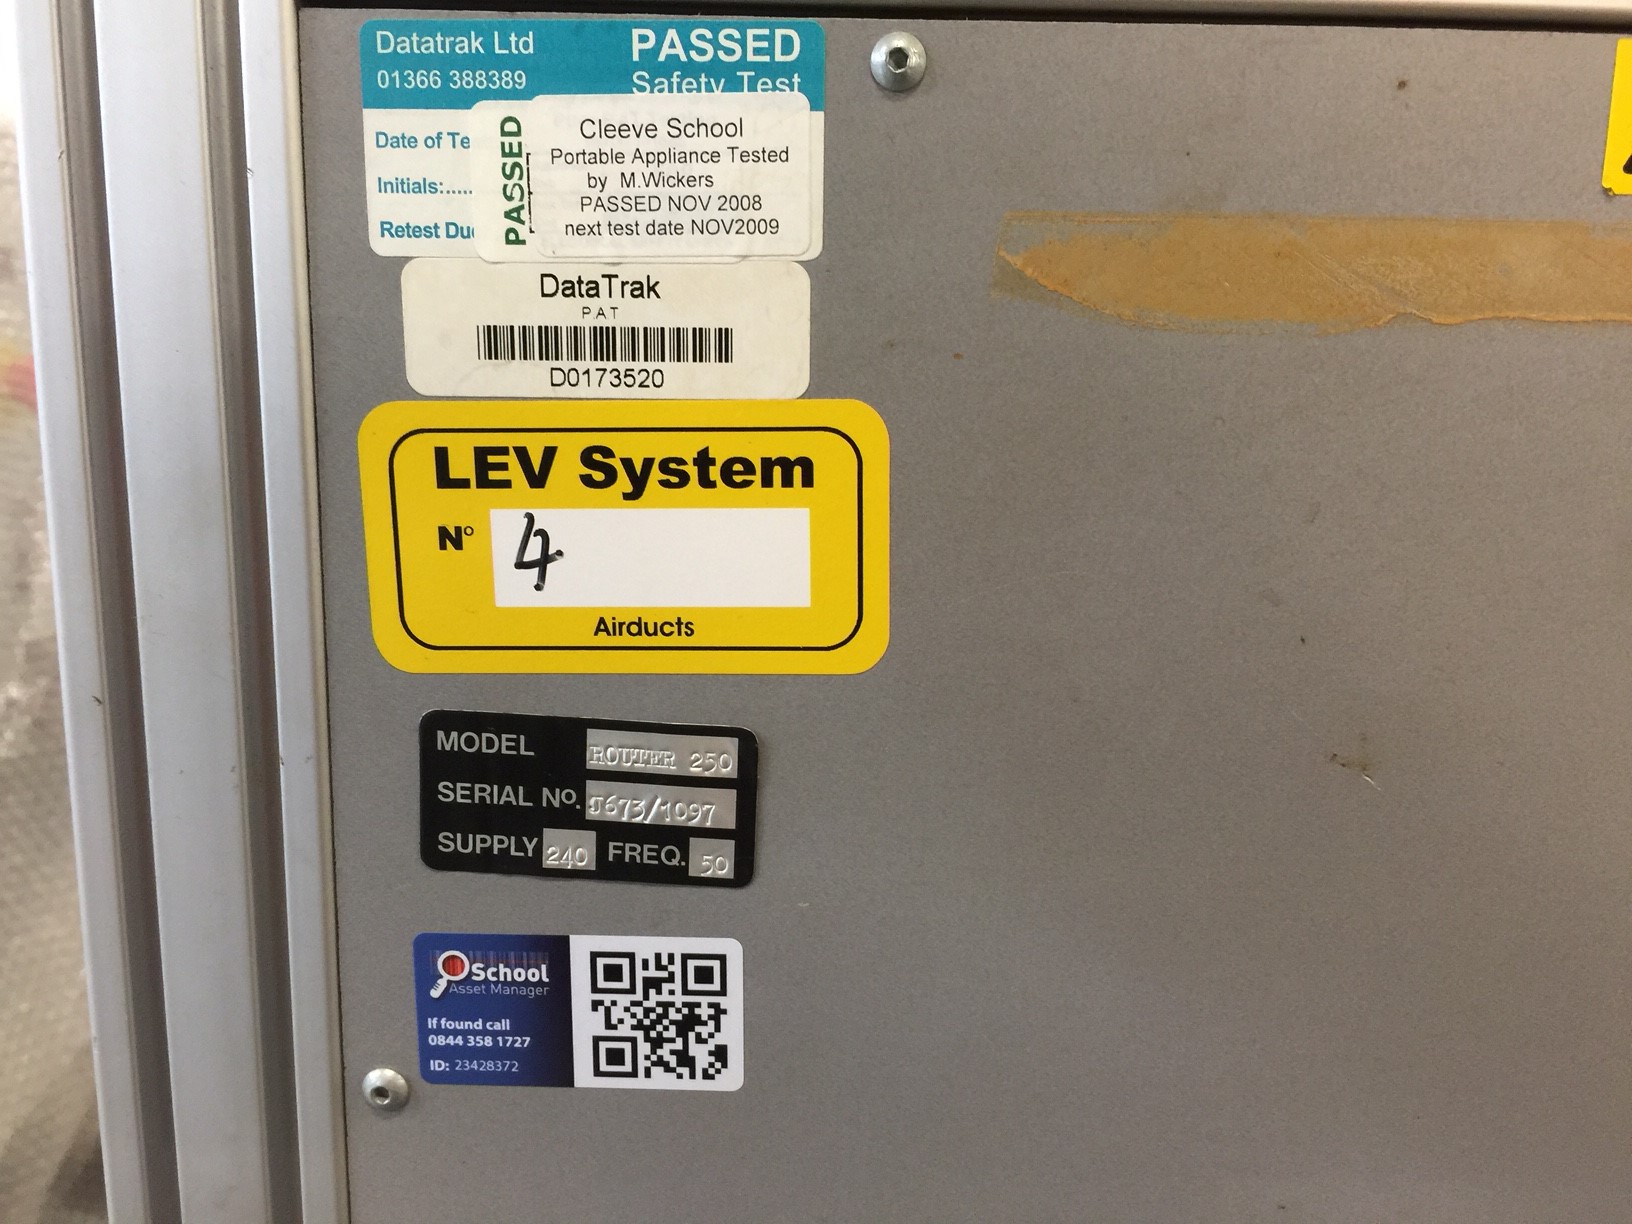 Datatrak Ltd
01366 388389
PASSED
Safety Test
Date of Te
Initials:.....
Retest Du
PASSED
Cleeve School
Portable Appliance Tested
by M.Wickers
PASSED NOV 2008
next test date NOV2009
DataTrak
P.A.T
D0173520
LEV System
Nº 4
Airducts
MODEL ROUTER 250
SERIAL No. J673/1097
SUPPLY 240 FREQ. 50
School
Asset Manager
If found call
0844 358 1727
ID: 23428372